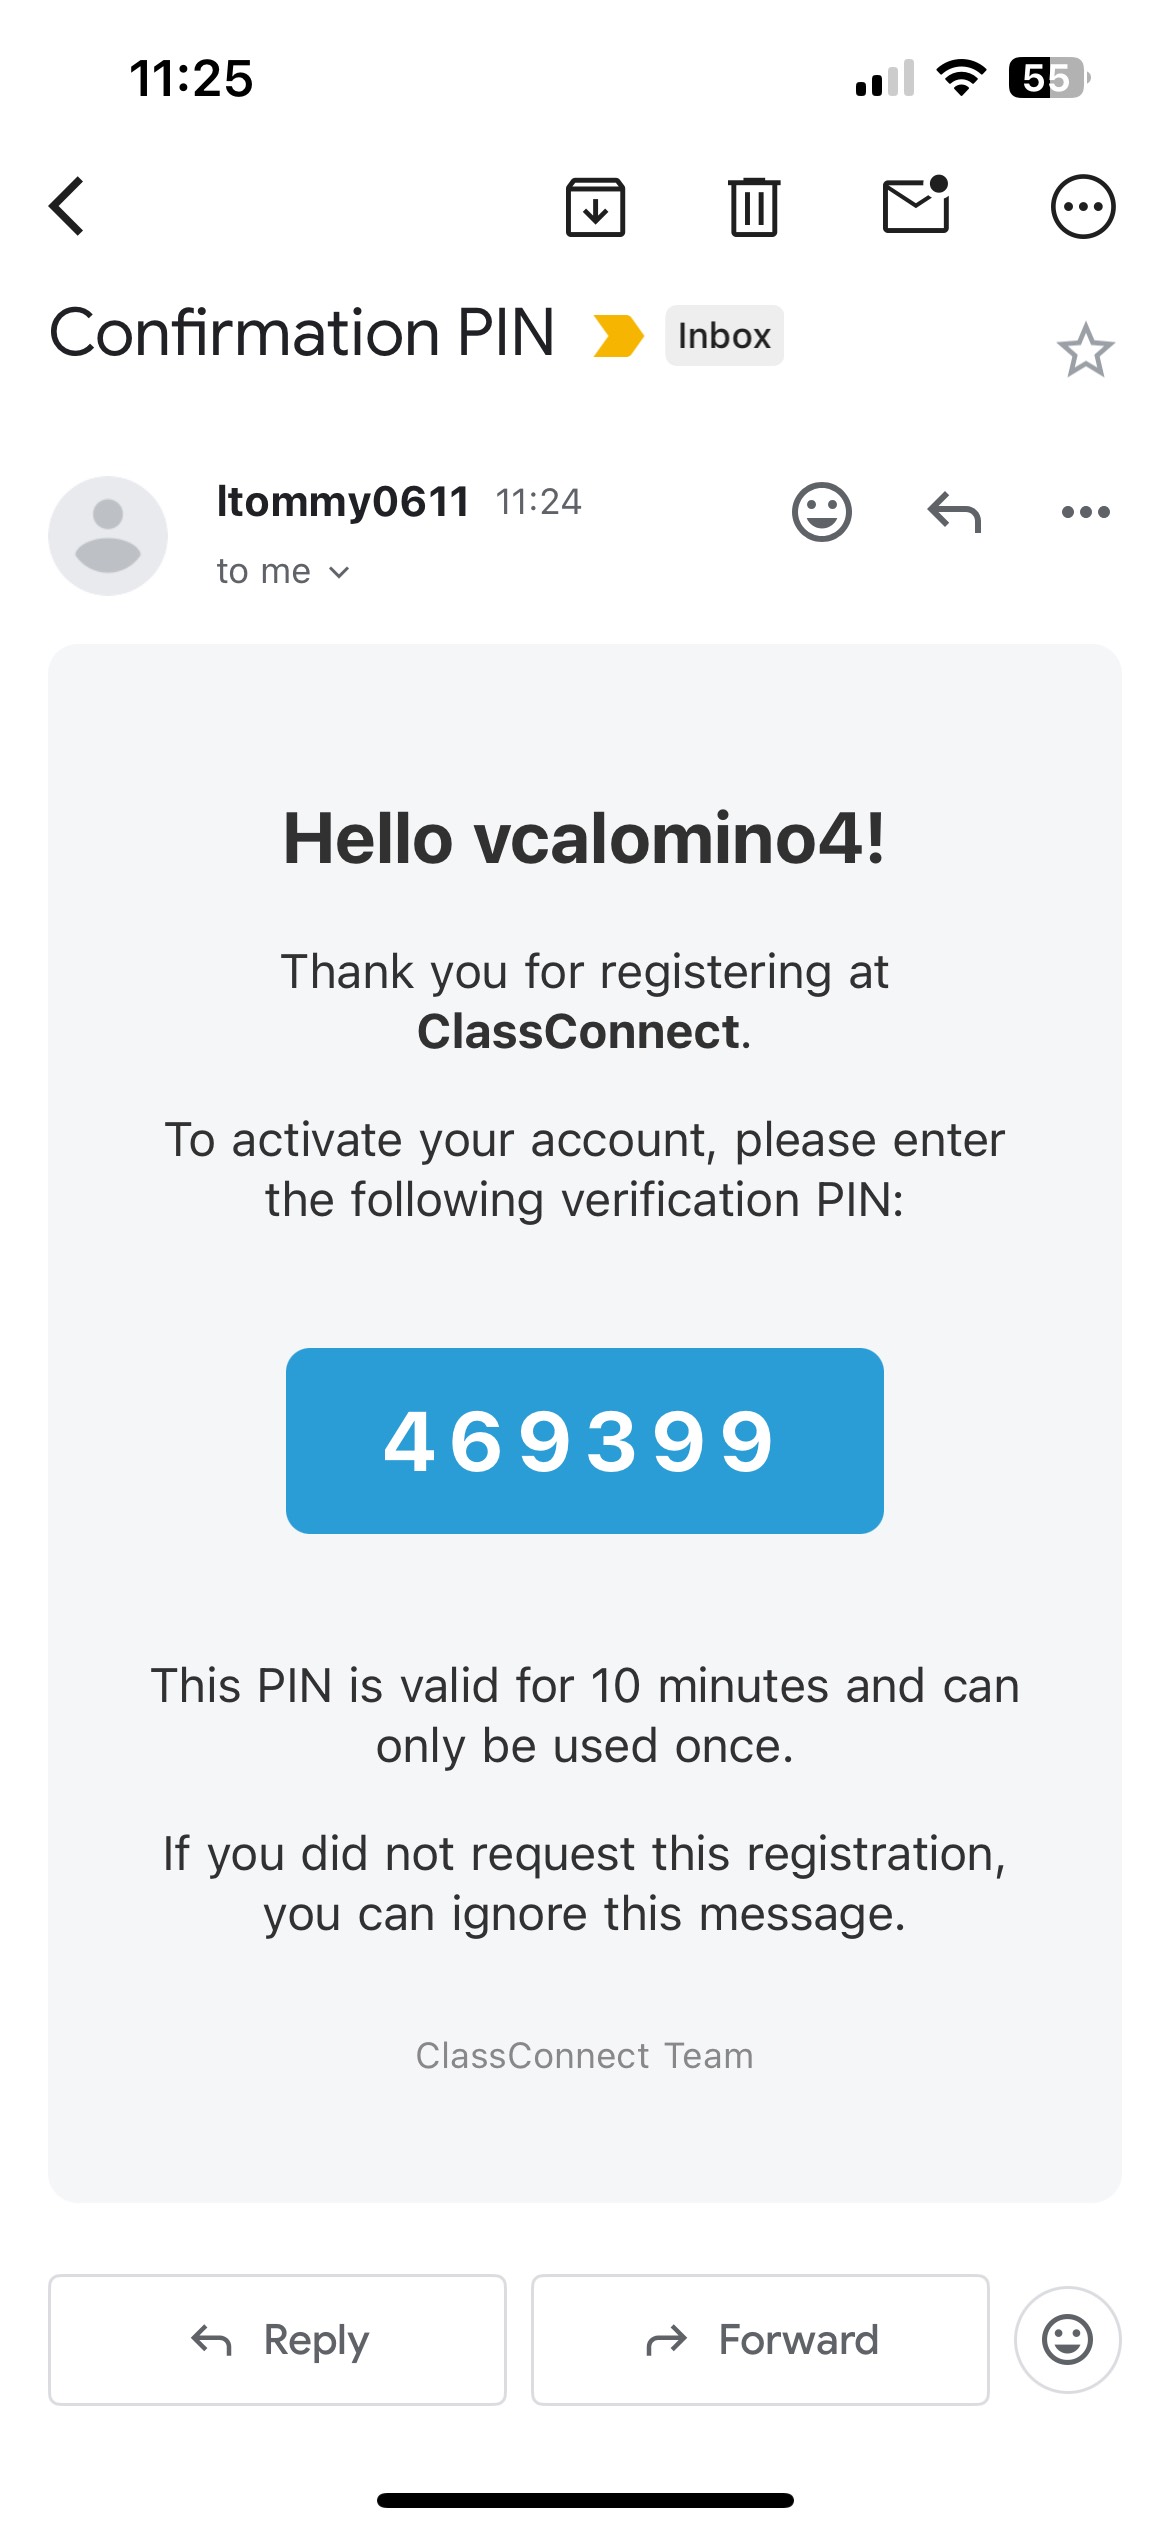 11:25
55
Confirmation PIN
Inbox
ltommy0611 11:24
to me
Hello vcalomino4!
Thank you for registering at
ClassConnect.
To activate your account, please enter
the following verification PIN:
469399
This PIN is valid for 10 minutes and can
only be used once.
If you did not request this registration,
you can ignore this message.
ClassConnect Team
Reply
Forward